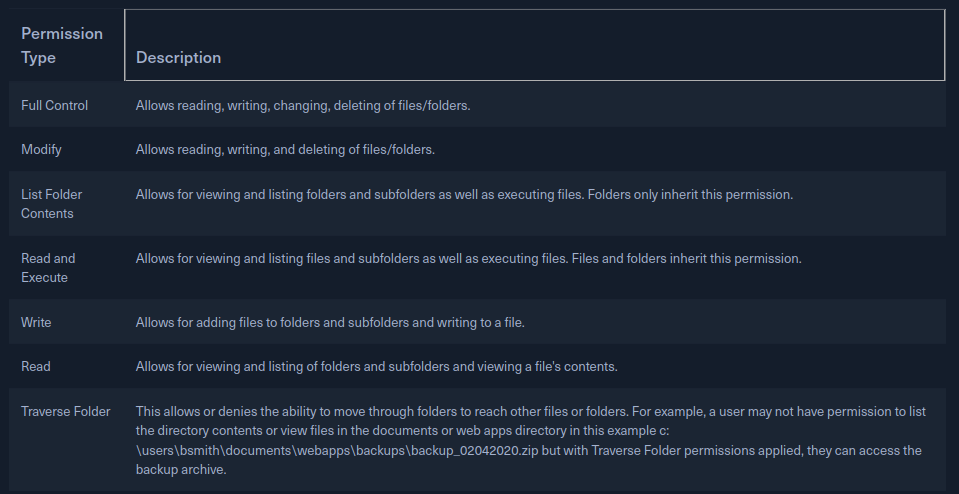 Permission
Type
Description
Full Control
Allows reading, writing, changing, deleting of files/folders.
Modify
Allows reading, writing, and deleting of files/folders.
List Folder
Contents
Allows for viewing and listing folders and subfolders as well as executing files. Folders only inherit this permission.
Read and
Execute
Allows for viewing and listing files and subfolders as well as executing files. Files and folders inherit this permission.
Write
Allows for adding files to folders and subfolders and writing to a file.
Read
Allows for viewing and listing of folders and subfolders and viewing a file's contents.
Traverse Folder
This allows or denies the ability to move through folders to reach other files or folders. For example, a user may not have permission to list
the directory contents or view files in the documents or web apps directory in this example c:
\users\bsmith\documents\webapps\backups\backup_02042020.zip but with Traverse Folder permissions applied, they can access the
backup archive.